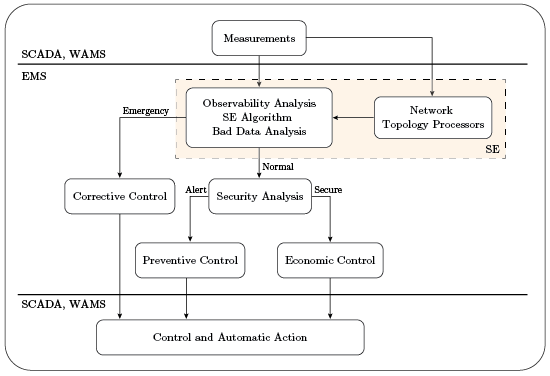 Measurements
SCADA, WAMS
EMS
Observability Analysis
SE Algorithm
Bad Data Analysis
Network
Topology Processors
SE
Emergency
Normal
Corrective Control
Alert
Security Analysis
Secure
Preventive Control
Economic Control
SCADA, WAMS
Control and Automatic Action